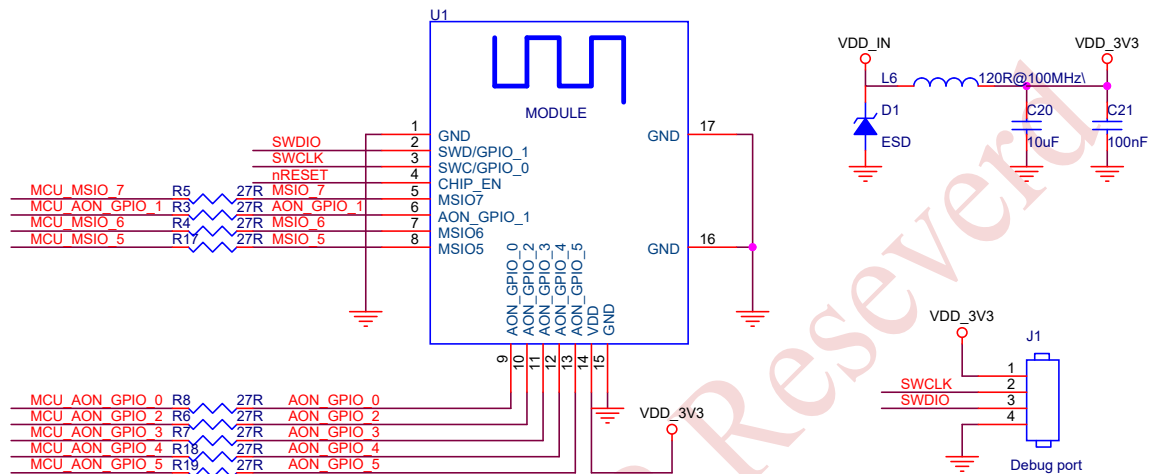 U1
MODULE
1 GND
SWDIO 2 SWD/GPIO_1
SWCLK 3 SWC/GPIO_0
nRESET 4 CHIP_EN
MCU_MSIO_7 R5 27R MSIO_7 5 MSIO7
MCU_AON_GPIO_1 R3 27R AON_GPIO_1 6 AON_GPIO_1
MCU_MSIO_6 R4 27R MSIO_6 7 MSIO6
MCU_MSIO_5 R17 27R MSIO_5 8 MSIO5
GND 17
GND 16
AON_GPIO_0 9
AON_GPIO_2 10
AON_GPIO_3 11
AON_GPIO_4 12
AON_GPIO_5 13
VDD 14
GND 15
MCU_AON_GPIO_0 R8 27R AON_GPIO_0
MCU_AON_GPIO_2 R6 27R AON_GPIO_2
MCU_AON_GPIO_3 R7 27R AON_GPIO_3
MCU_AON_GPIO_4 R18 27R AON_GPIO_4
MCU_AON_GPIO_5 R19 27R AON_GPIO_5
VDD_3V3
VDD_IN
VDD_3V3
L6 120R@100MHz\
D1
ESD
C20
10uF
C21
100nF
VDD_3V3
J1
1
SWCLK 2
SWDIO 3
4
Debug port
Reseverd